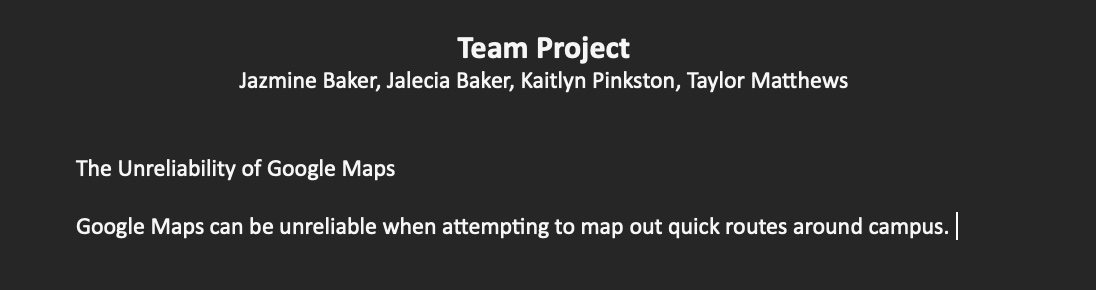 Team Project
Jazmine Baker, Jalecia Baker, Kaitlyn Pinkston, Taylor Matthews
The Unreliability of Google Maps
Google Maps can be unreliable when attempting to map out quick routes around campus.